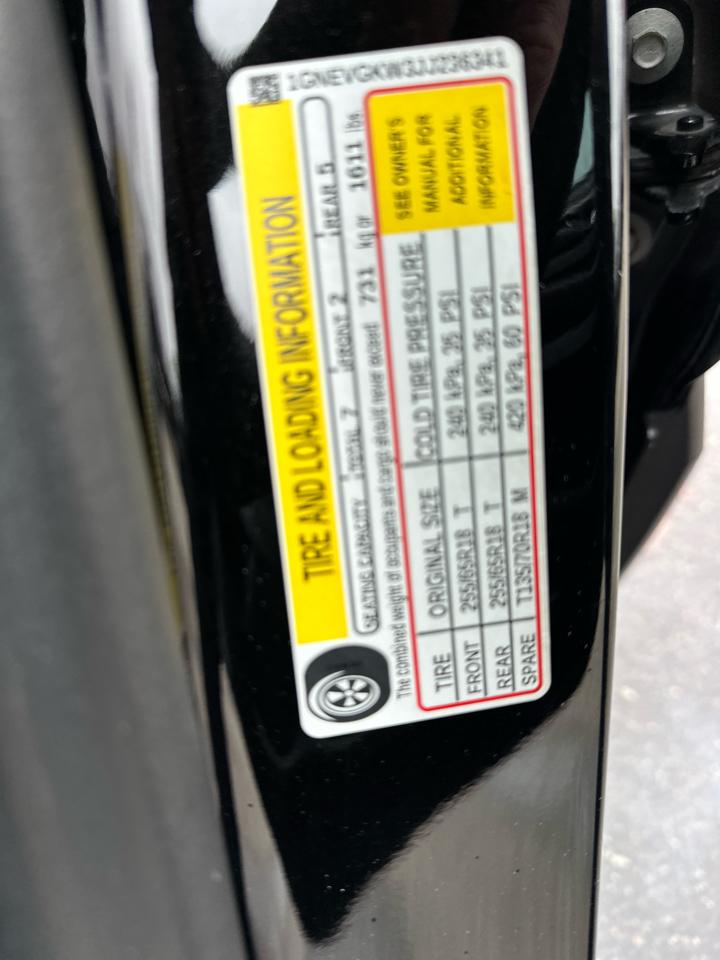 1GNEVGKW3JJ236341
TIRE AND LOADING INFORMATION
SEATING CAPACITY TOTAL 7 FRONT 2 REAR 5
The combined weight of occupants and cargo should never exceed 731 kg or 1611 lbs
TIRE ORIGINAL SIZE COLD TIRE PRESSURE
FRONT 255/65R18 T 240 kPa, 35 PSI
REAR 255/65R18 T 240 kPa, 35 PSI
SPARE T135/70R18 M 420 kPa, 60 PSI
SEE OWNER'S
MANUAL FOR
ADDITIONAL
INFORMATION